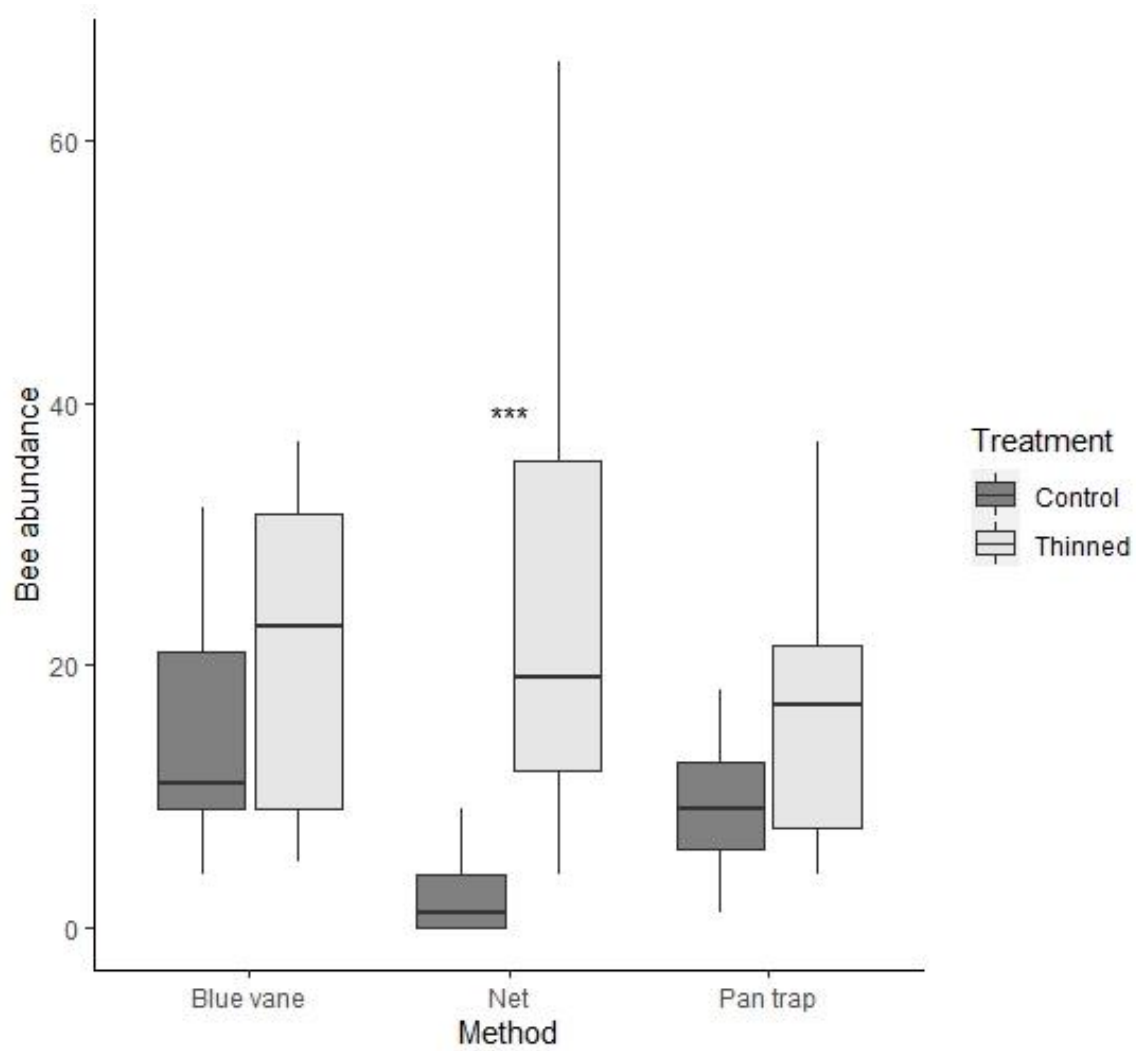 Bee abundance
60
40
20
0
***
Blue vane
Net
Pan trap
Method
Treatment
Control
Thinned